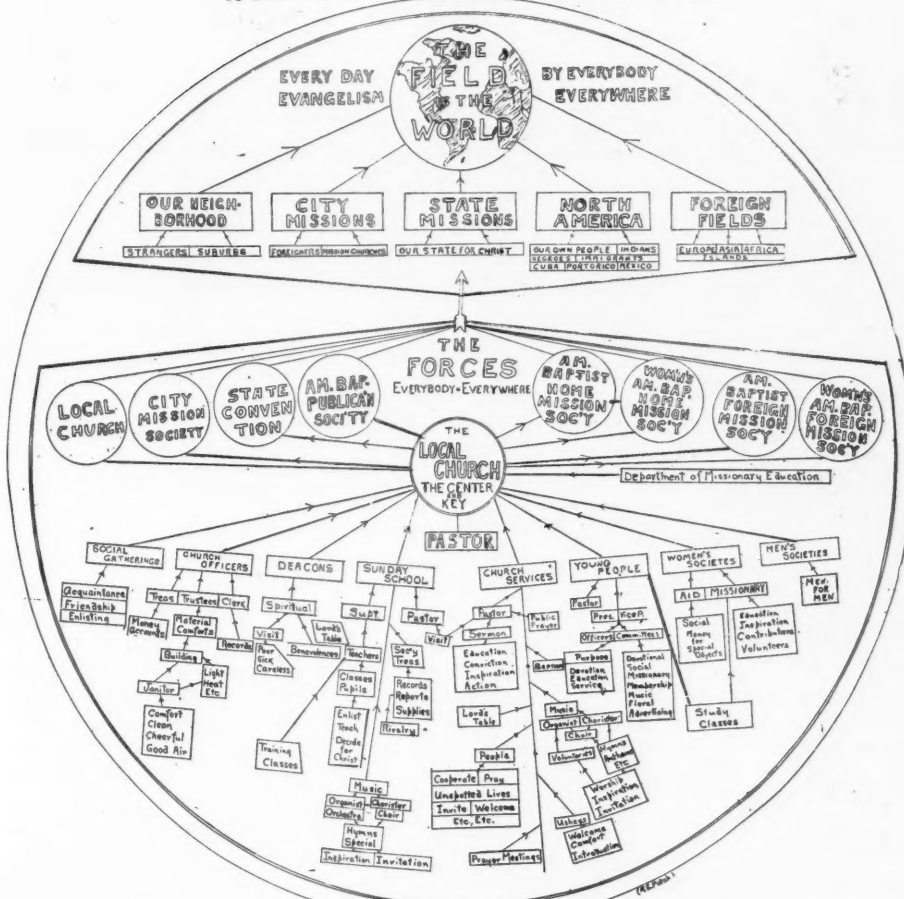 THE
FIELD
IS THE
WORLD
EVERY DAY
EVANGELISM
BY EVERYBODY
EVERYWHERE
OUR NEIGH-
BORHOOD
CITY
MISSIONS
STATE
MISSIONS
NORTH
AMERICA
FOREIGN
FIELDS
STRANGERS SUBURBS
FOREIGNERS MISSION CHURCHES
OUR STATE FOR CHRIST
OUR OWN PEOPLE INDIANS
NEGROES IMMIGRANTS
CUBA PORTO RICO MEXICO
EUROPE ASIA AFRICA
ISLANDS
THE
FORCES
EVERYBODY-EVERYWHERE
LOCAL
CHURCH
CITY
MISSION
SOCIETY
STATE
CONVEN
TION
AM. BAP.
PUBLICA'N
SOCI'TY
AM.
BAPTIST
HOME
MISSION
SOC'Y
WOM'NS
AM. BAP.
HOME
MISSION
SOC'Y
AM.
BAPTIST
FOREIGN
MISSION
SOC'Y
WOM'NS
AM. BAP.
FOREIGN
MISSION
SOC'Y
THE
LOCAL
CHURCH
THE CENTER
AND
KEY
Department of Missionary Education
PASTOR
SOCIAL
GATHERINGS
Acquaintance
Friendship
Enlisting
CHURCH
OFFICERS
Treas
Trustees
Clerk
Money
Accounts
Material
Comforts
Records
Building
Light
Heat
Etc
Janitor
Comfort
Clean
Cheerful
Good Air
DEACONS
Spiritual
Visit
Lord's
Table
Poor
Sick
Careless
Benevolences
Training
Classes
SUNDAY
SCHOOL
Supt
Pastor
Visit
Teachers
Sec'y
Treas
Classes
Pupils
Records
Reports
Supplies
Enlist
Teach
Decide
for
Christ
Rivalry
Music
Organist
Orchestra
Chorister
Choir
Hymns
Special
Inspiration Invitation
CHURCH
SERVICES
Pastor
Public
Prayer
Sermon
Education
Conviction
Inspiration
Action
Baptism
Lord's
Table
People
Cooperate Pray
Unspotted Lives
Invite Welcome
Etc, Etc.
Prayer Meetings
Music
Organist Chorister
Choir
Voluntaries
Hymns
Anthems
Etc
Worship
Inspiration
Invitation
Ushers
Welcome
Comfort
Introduction
YOUNG
PEOPLE
Pastor
Pres. Vice P.
Officers Committees
Purpose
Devotion
Education
Service
Devotional
Social
Missionary
Membership
Music
Floral
Advertising
WOMEN'S
SOCIETES
AID MISSIONARY
Social
Money
for
Special
Objects
Education
Inspiration
Contributions
Volunteers
Study
Classes
MEN'S
SOCIETIES
MEN
FOR
MEN